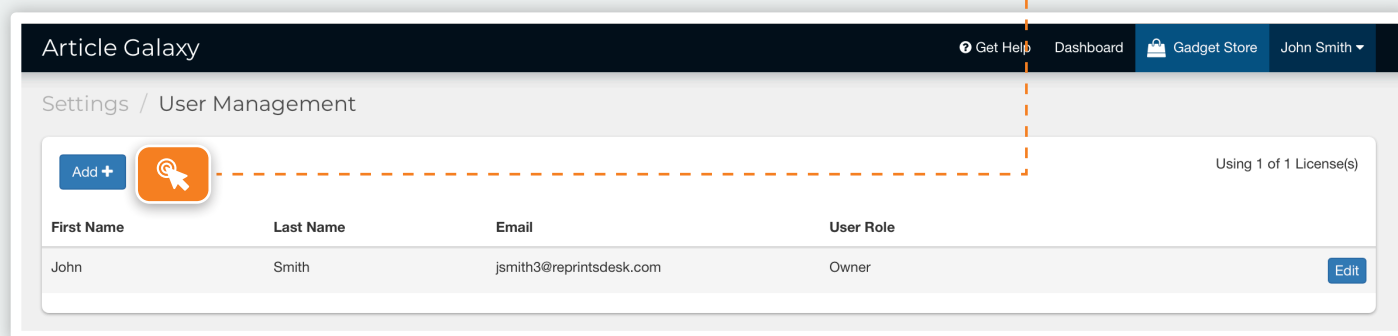 Article Galaxy Get Help Dashboard Gadget Store John Smith
Settings / User Management
Add + Using 1 of 1 License(s)
First Name Last Name Email User Role
John Smith jsmith3@reprintsdesk.com Owner Edit